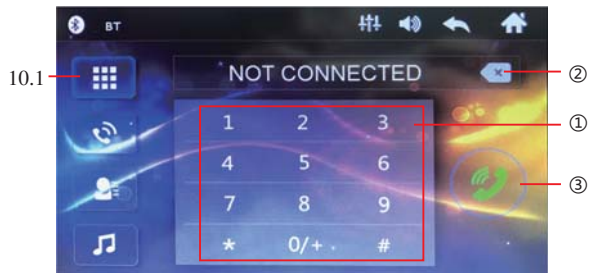 BT
10.1
NOT CONNECTED
②
1 2 3
①
4 5 6
③
7 8 9
* 0/+ #